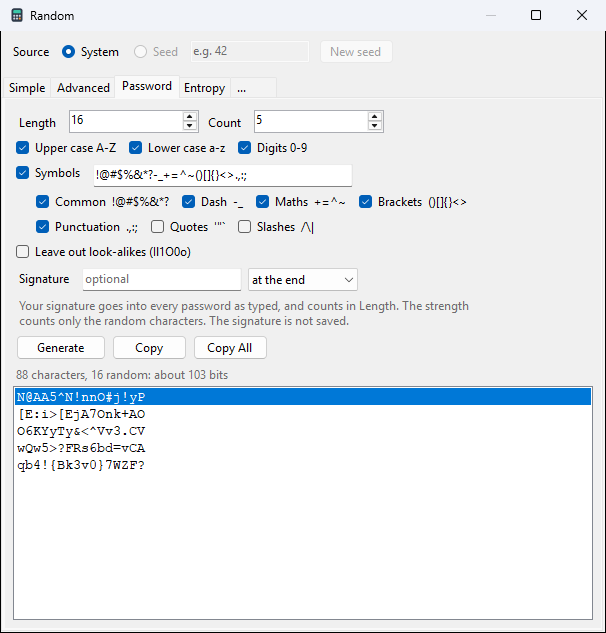 Random
Source System Seed e.g. 42 New seed
Simple Advanced Password Entropy ...
Length 16 Count 5
Upper case A-Z Lower case a-z Digits 0-9
Symbols !@#$%&*?-_+=^~()[]{}<>.,:;
Common !@#$%&*? Dash -_ Maths +=^~ Brackets ()[]{}<>
Punctuation .,:; Quotes '"` Slashes /\|
Leave out look-alikes (Il1O0o)
Signature optional at the end
Your signature goes into every password as typed, and counts in Length. The strength
counts only the random characters. The signature is not saved.
Generate Copy Copy All
88 characters, 16 random: about 103 bits
N@AA5^N!nnO#j!yP
[E:i>[EjA7Onk+AO
O6KYyTy&<^Vv3.CV
wQw5>?FRs6bd=vCA
qb4!{Bk3v0}7WZF?